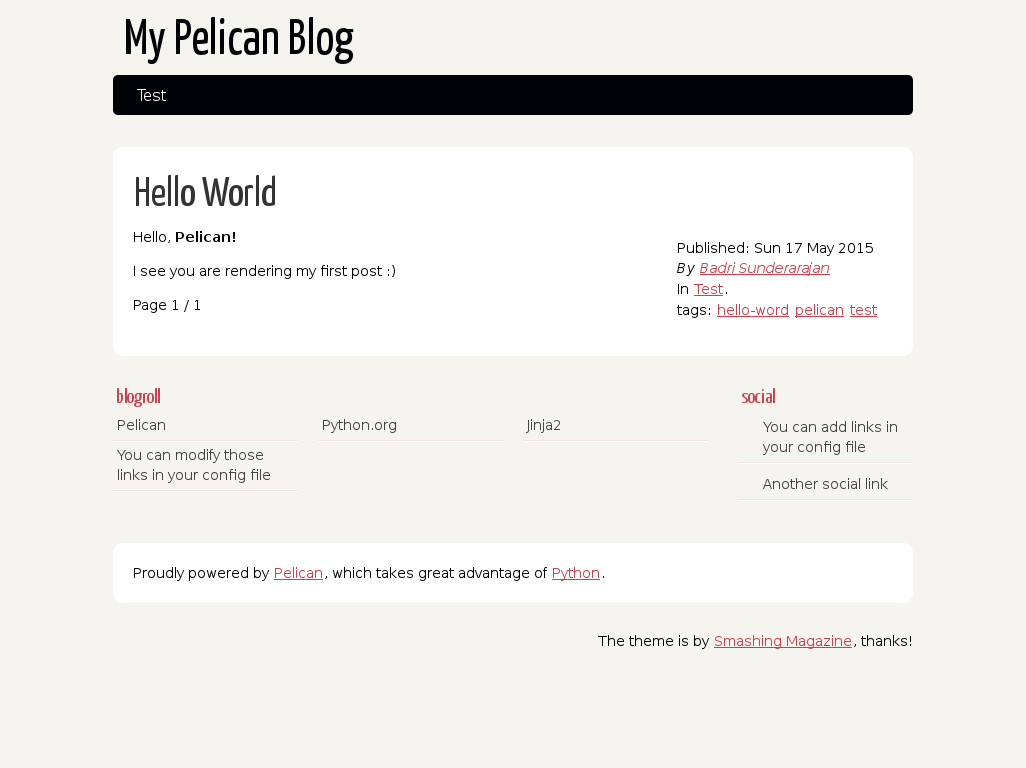 My Pelican Blog
Test
Hello World
Hello, Pelican!
I see you are rendering my first post :)
Page 1 / 1
Published: Sun 17 May 2015
By Badri Sunderarajan
In Test.
tags: hello-word pelican test
blogroll
Pelican
Python.org
Jinja2
You can modify those
links in your config file
social
You can add links in
your config file
Another social link
Proudly powered by Pelican, which takes great advantage of Python.
The theme is by Smashing Magazine, thanks!